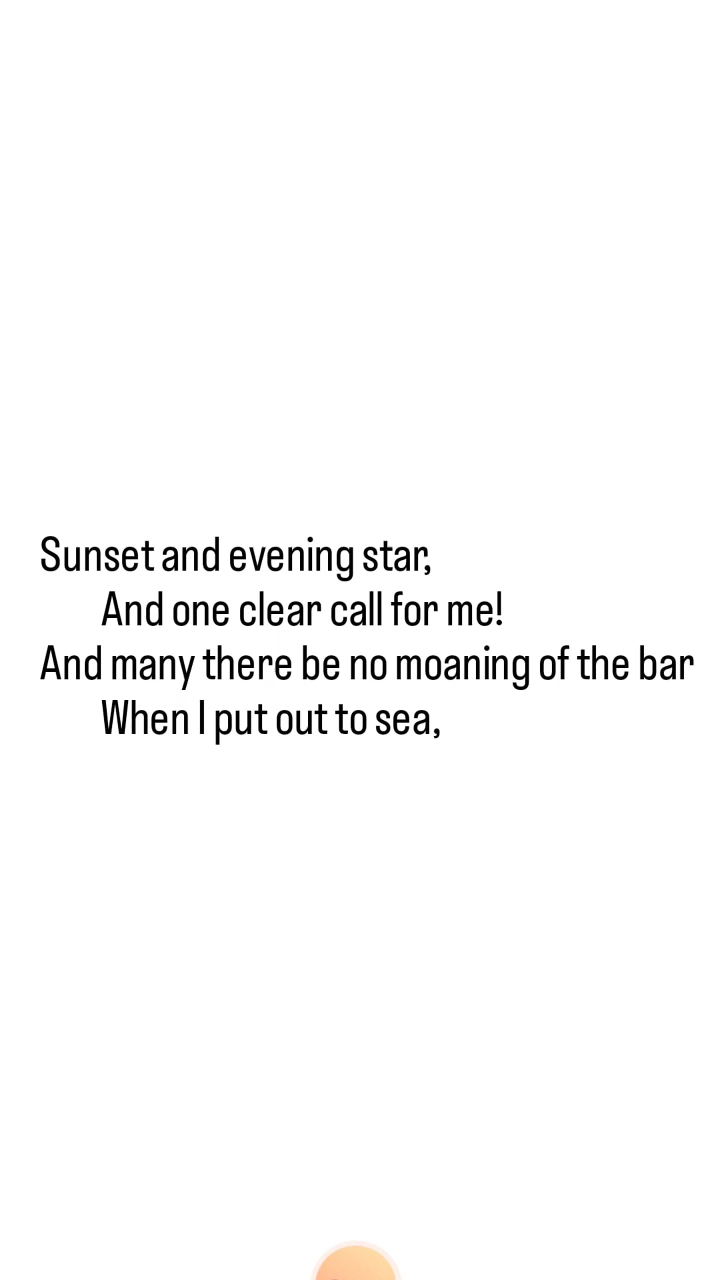 Sunset and evening star,
And one clear call for me!
And many there be no moaning of the bar
When I put out to sea,